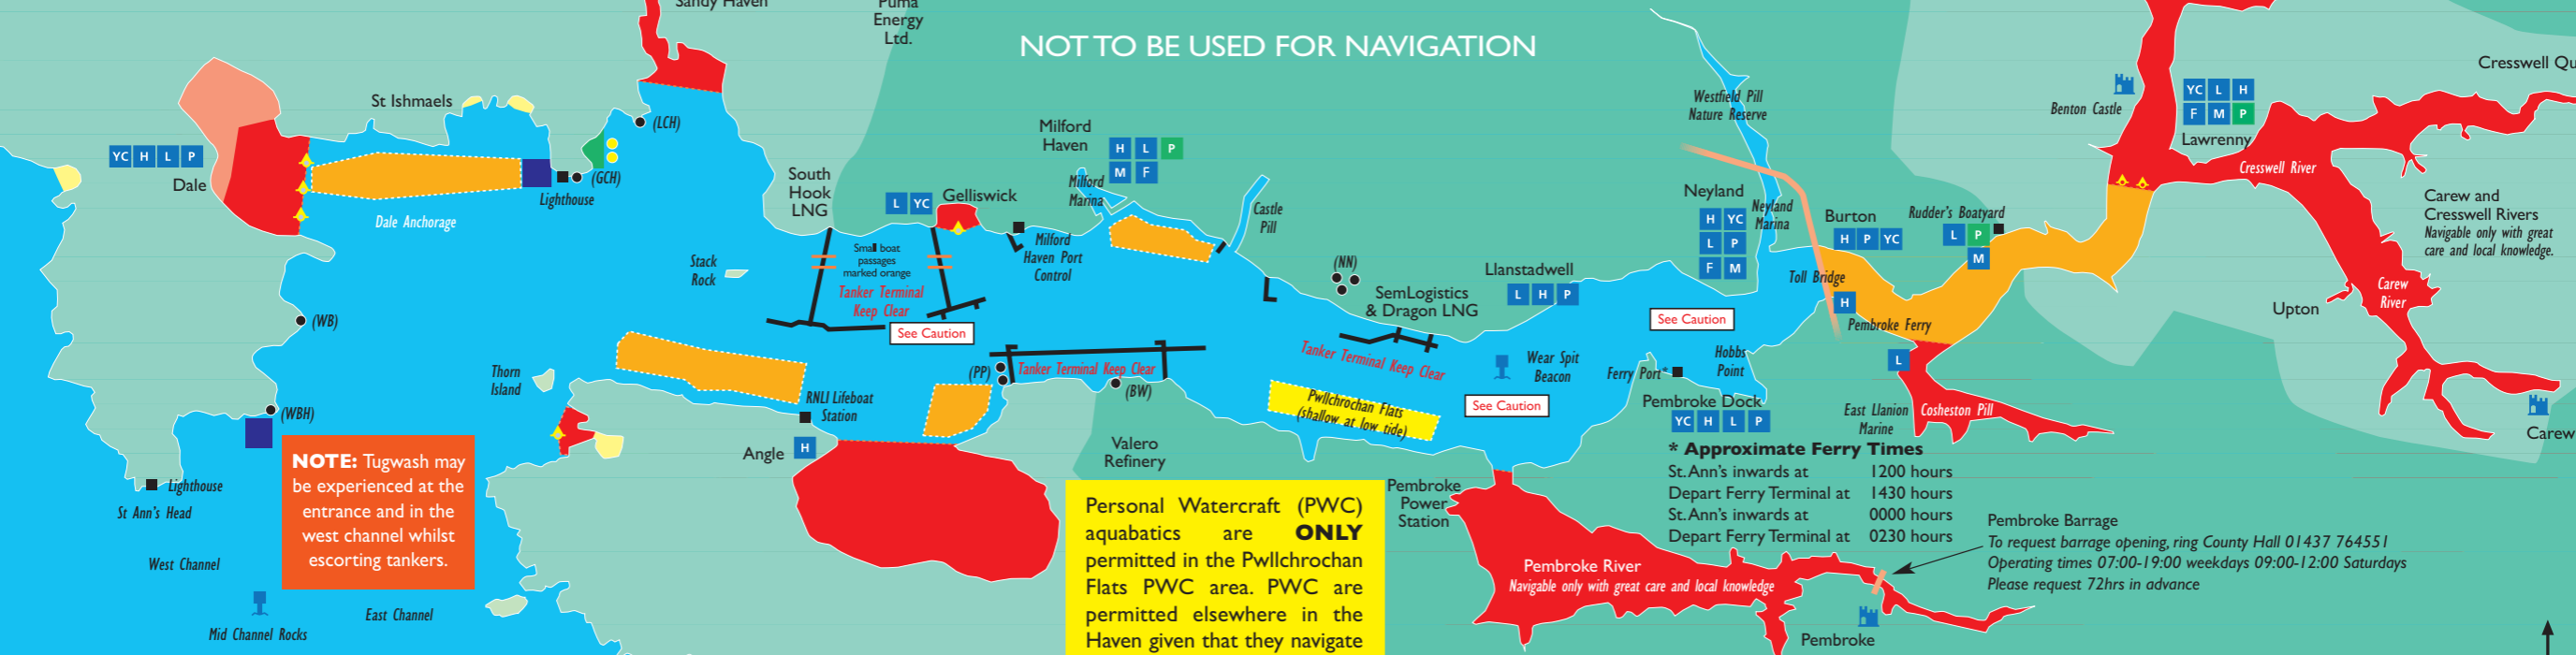 Sandy Haven
Puma
Energy
Ltd.
NOT TO BE USED FOR NAVIGATION
Cresswell Qu
St Ishmaels
(LCH)
YC H L P
Dale
(GCH)
Lighthouse
Dale Anchorage
South
Hook
LNG
L YC
Gelliswick
Milford
Haven
H L P
M F
Milford
Marina
Castle
Pill
Milford
Haven Port
Control
Small boat
passages
marked orange
Tanker Terminal
Keep Clear
See Caution
Stack
Rock
(WB)
(WBH)
Thorn
Island
RNLI Lifeboat
Station
Angle
H
(PP)
Tanker Terminal Keep Clear
(BW)
Valero
Refinery
(NN)
SemLogistics
& Dragon LNG
Llanstadwell
L H P
Tanker Terminal Keep Clear
Pwllchrochan Flats
(shallow at low tide)
Wear Spit
Beacon
See Caution
See Caution
Westfield Pill
Nature Reserve
Neyland
H YC
L P
F M
Neyland
Marina
Burton
H P YC
Rudder's Boatyard
L P
M
Toll Bridge
H
Pembroke Ferry
L
Hobbs
Point
Ferry Port*
Pembroke Dock
YC H L P
East Llanion
Marine
Cosheston Pill
Benton Castle
YC L H
F M P
Lawrenny
Cresswell River
Carew and
Cresswell Rivers
Navigable only with great
care and local knowledge.
Carew
River
Upton
Carew
* Approximate Ferry Times
St. Ann's inwards at 1200 hours
Depart Ferry Terminal at 1430 hours
St. Ann's inwards at 0000 hours
Depart Ferry Terminal at 0230 hours
Pembroke
Power
Station
Pembroke River
Navigable only with great care and local knowledge
Pembroke Barrage
To request barrage opening, ring County Hall 01437 764551
Operating times 07:00-19:00 weekdays 09:00-12:00 Saturdays
Please request 72hrs in advance
Pembroke
Lighthouse
St Ann's Head
West Channel
East Channel
Mid Channel Rocks
NOTE: Tugwash may
be experienced at the
entrance and in the
west channel whilst
escorting tankers.
Personal Watercraft (PWC)
aquabatics are ONLY
permitted in the Pwllchrochan
Flats PWC area. PWC are
permitted elsewhere in the
Haven given that they navigate